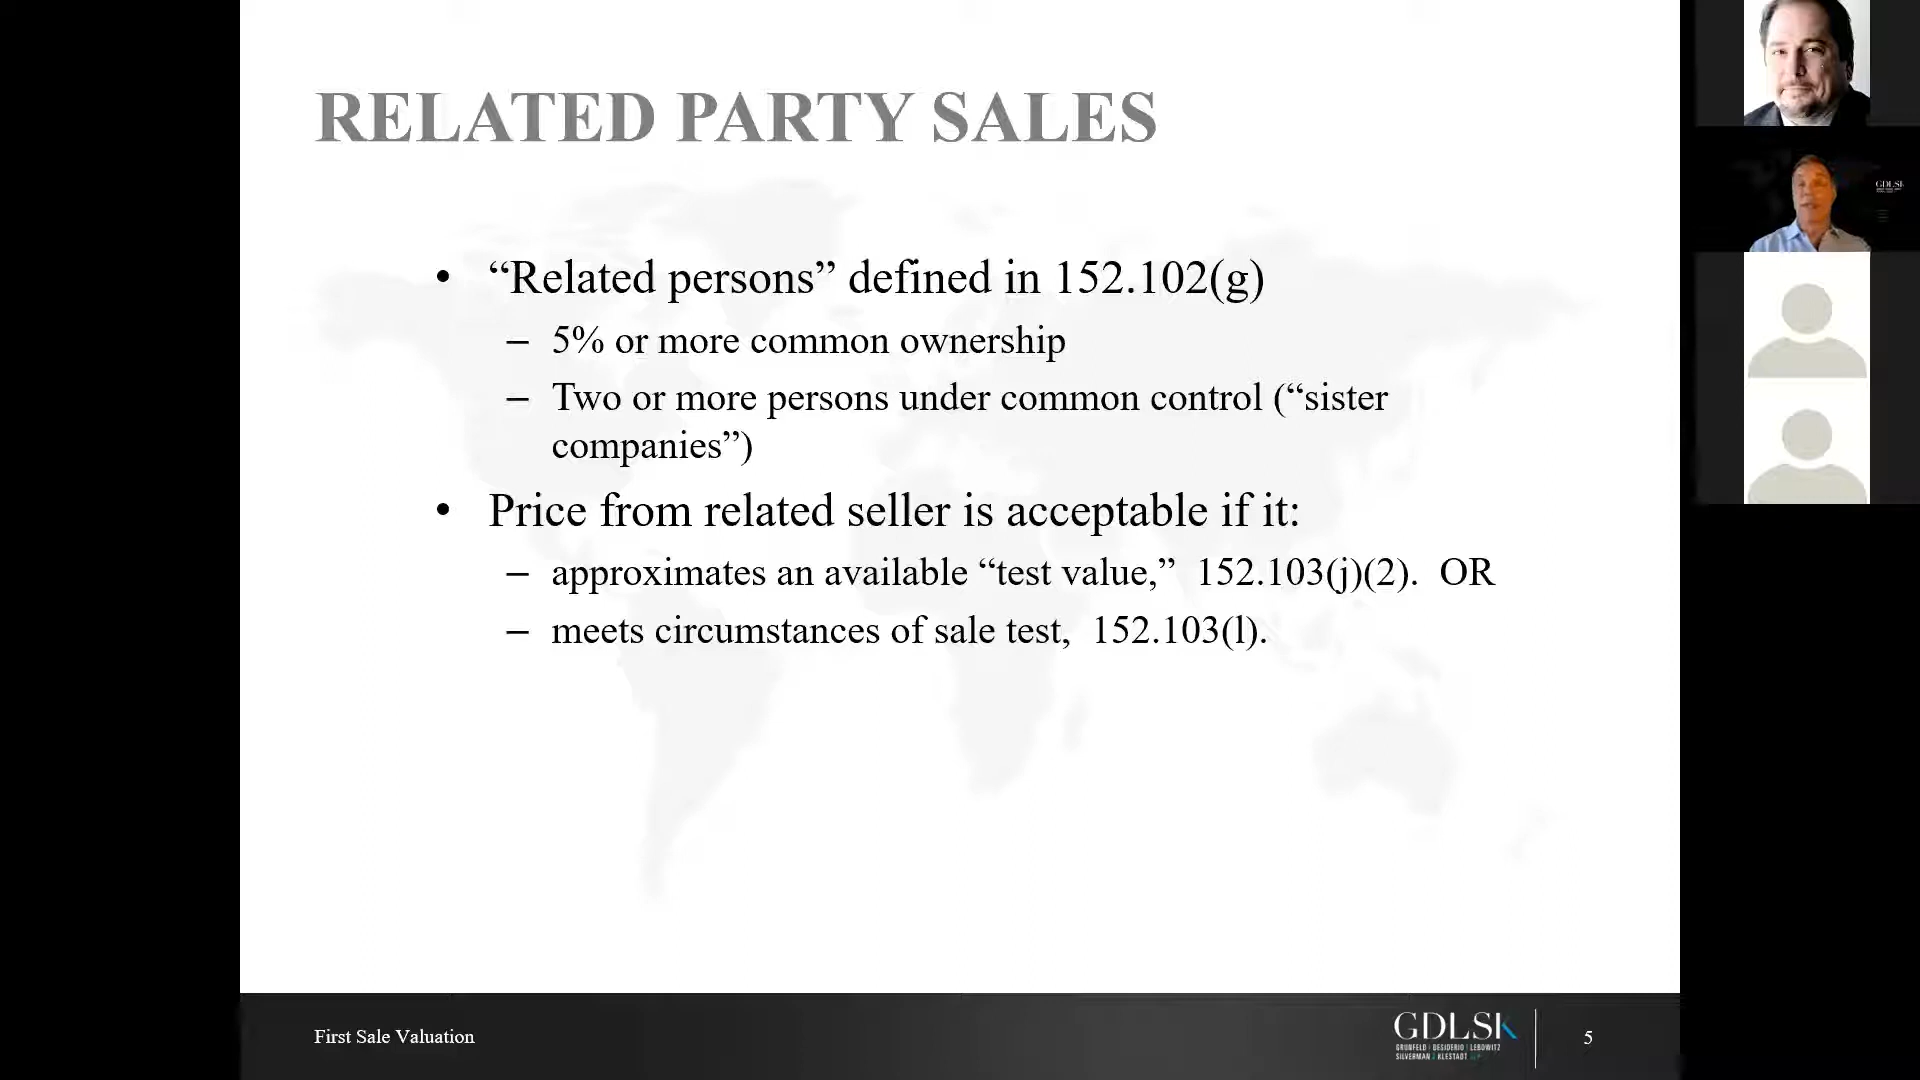 RELATED PARTY SALES
• “Related persons” defined in 152.102(g)
– 5% or more common ownership
– Two or more persons under common control (“sister
companies”)
• Price from related seller is acceptable if it:
– approximates an available “test value,” 152.103(j)(2). OR
– meets circumstances of sale test, 152.103(l).
First Sale Valuation
GDLSK
GRUNFELD | DESIDERIO | LEBOWITZ
SILVERMAN | KLESTADT LLP
5
GDLSK